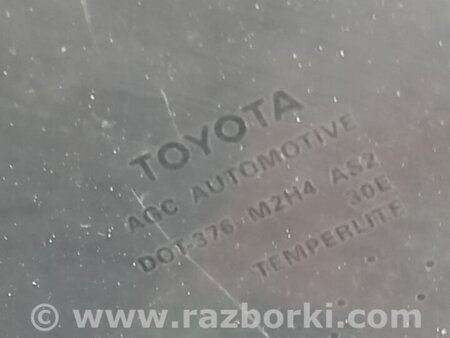 TOYOTA
AGC AUTOMOTIVE
DOT-376 M2H4 AS2
30E
TEMPERLITE
© www.razborki.com